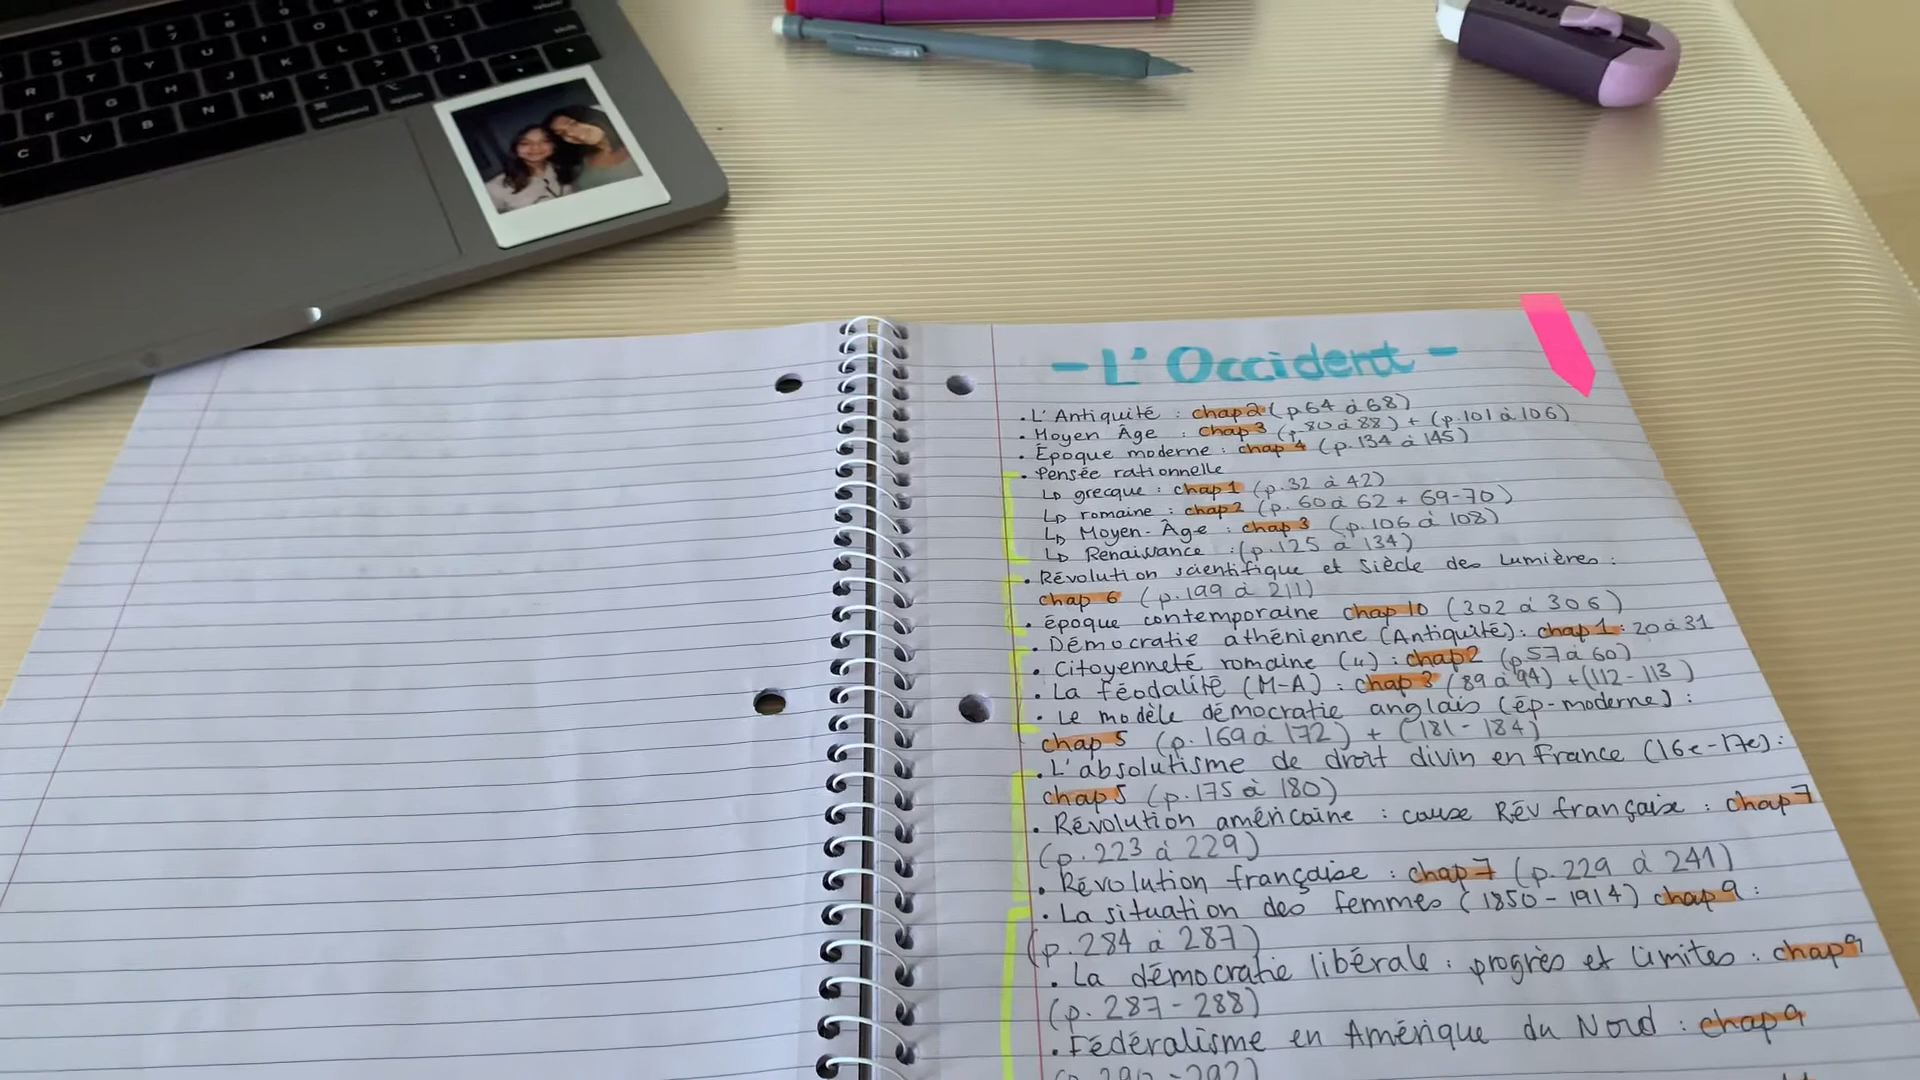 - L'Occident -
. L'Antiquité : chap 2 (p.64 à 68)
. Moyen Âge : chap 3 (p.80 à 88) + (p.101 à 106)
. Époque moderne : chap 4 (p.134 à 145)
. Pensée rationnelle
↳ grecque : chap 1 (p.32 à 42)
↳ romaine : chap 2 (p.60 à 62 + 69-70)
↳ Moyen-Âge : chap 3 (p.106 à 108)
↳ Renaissance : (p.125 à 134)
. Révolution scientifique et siècle des Lumières :
chap 6 (p.199 à 211)
. époque contemporaine chap 10 (302 à 306)
. Démocratie athénienne (Antiquité) : chap 1 : 20 à 31
. Citoyenneté romaine (4) : chap 2 (p.57 à 60)
. La féodalité (M-A) : chap 3 (89 à 94) + (112-113)
. Le modèle démocratie anglais (ép-moderne) :
chap 5 (p.169 à 172) + (181-184)
. L'absolutisme de droit divin en France (16e-17e) :
chap 5 (p.175 à 180)
. Révolution américaine : cause Rév française : chap 7
(p.223 à 229)
. Révolution française : chap 7 (p.229 à 241)
. La situation des femmes (1850-1914) chap 9 :
(p.284 à 287)
. La démocratie libérale : progrès et limites : chap 9
(p.287-288)
. Fédéralisme en Amérique du Nord : chap 9
(p.290-292)